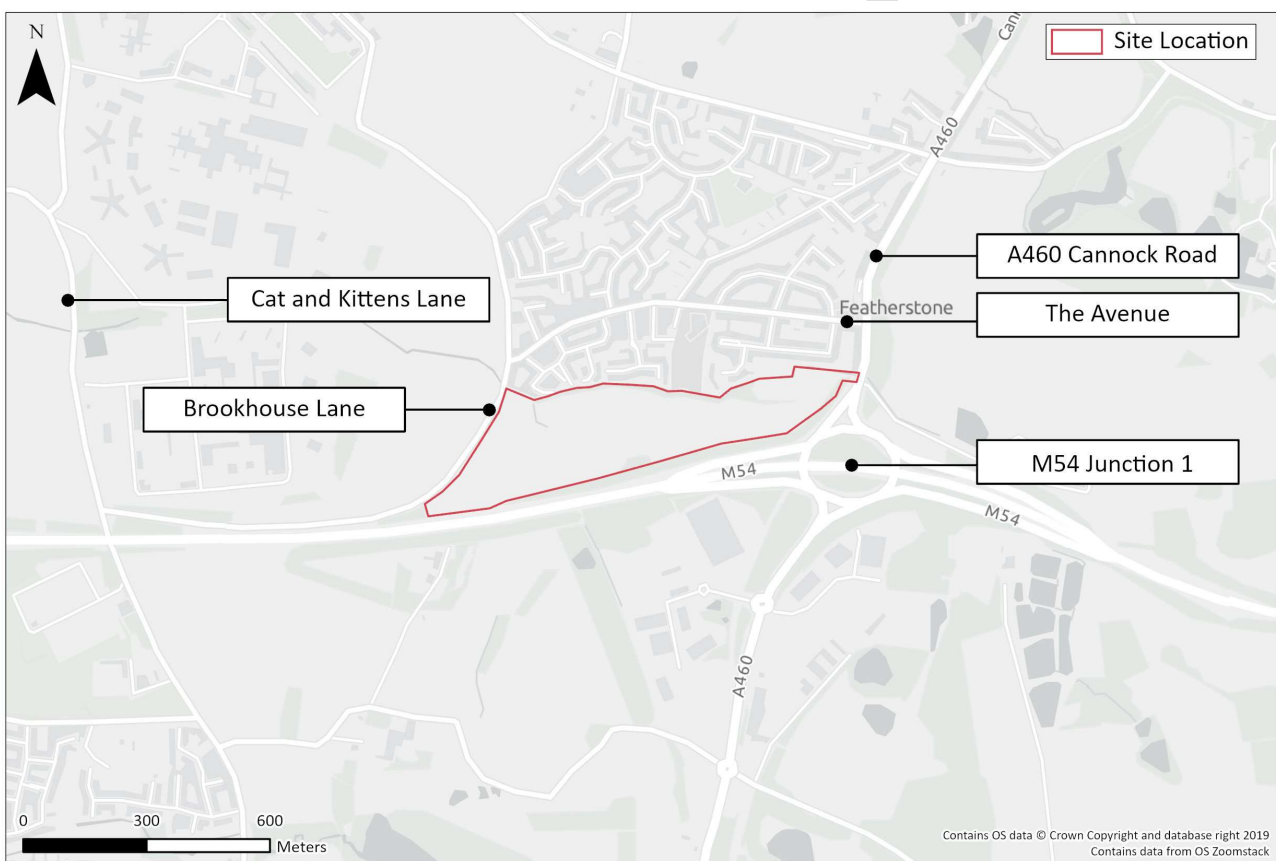 N
Site Location
Cann
A460
A460 Cannock Road
Cat and Kittens Lane
Featherstone
The Avenue
Brookhouse Lane
M54
M54 Junction 1
M54
A460
0 300 600
Meters
Contains OS data © Crown Copyright and database right 2019
Contains data from OS Zoomstack